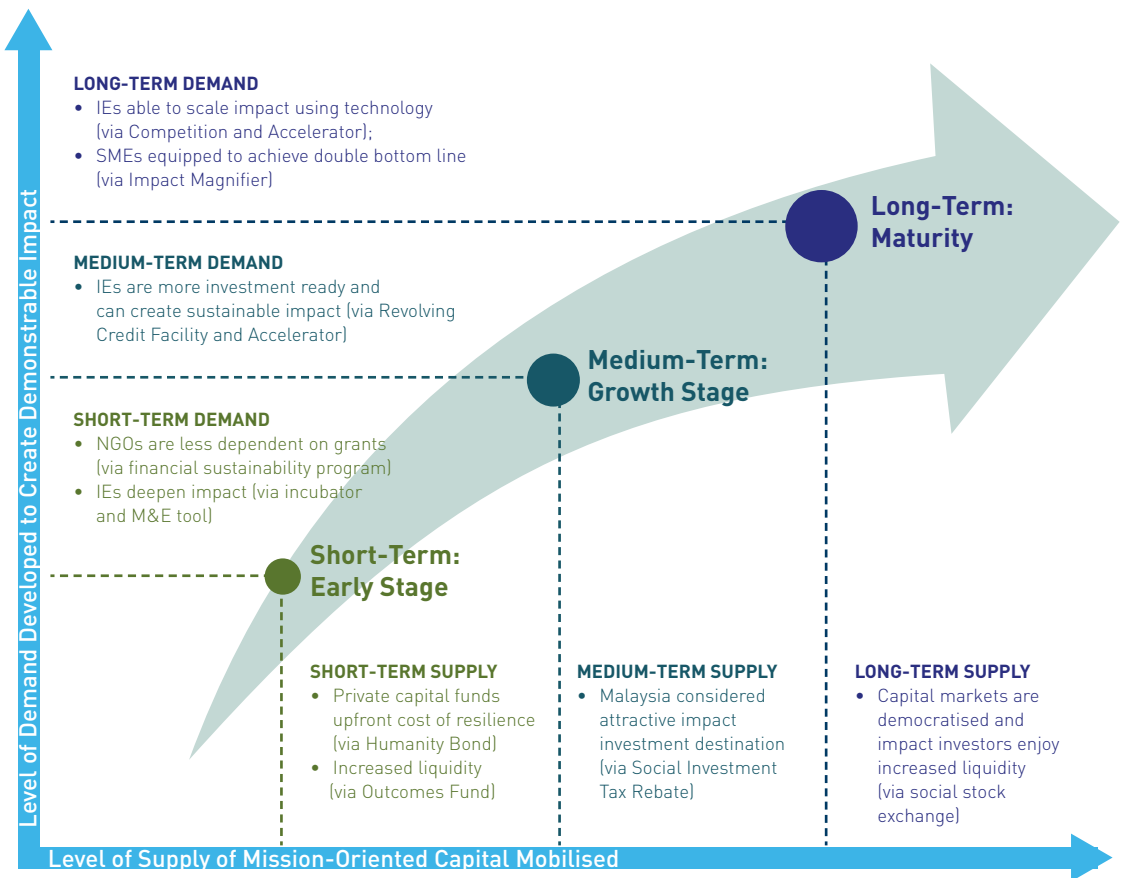 Level of Demand Developed to Create Demonstrable Impact
LONG-TERM DEMAND
• IEs able to scale impact using technology
(via Competition and Accelerator);
• SMEs equipped to achieve double bottom line
(via Impact Magnifier)
Long-Term:
Maturity
MEDIUM-TERM DEMAND
• IEs are more investment ready and
can create sustainable impact (via Revolving
Credit Facility and Accelerator)
Medium-Term:
Growth Stage
SHORT-TERM DEMAND
• NGOs are less dependent on grants
(via financial sustainability program)
• IEs deepen impact (via incubator
and M&E tool)
Short-Term:
Early Stage
SHORT-TERM SUPPLY
• Private capital funds
upfront cost of resilience
(via Humanity Bond)
• Increased liquidity
(via Outcomes Fund)
MEDIUM-TERM SUPPLY
• Malaysia considered
attractive impact
investment destination
(via Social Investment
Tax Rebate)
LONG-TERM SUPPLY
• Capital markets are
democratised and
impact investors enjoy
increased liquidity
(via social stock
exchange)
Level of Supply of Mission-Oriented Capital Mobilised